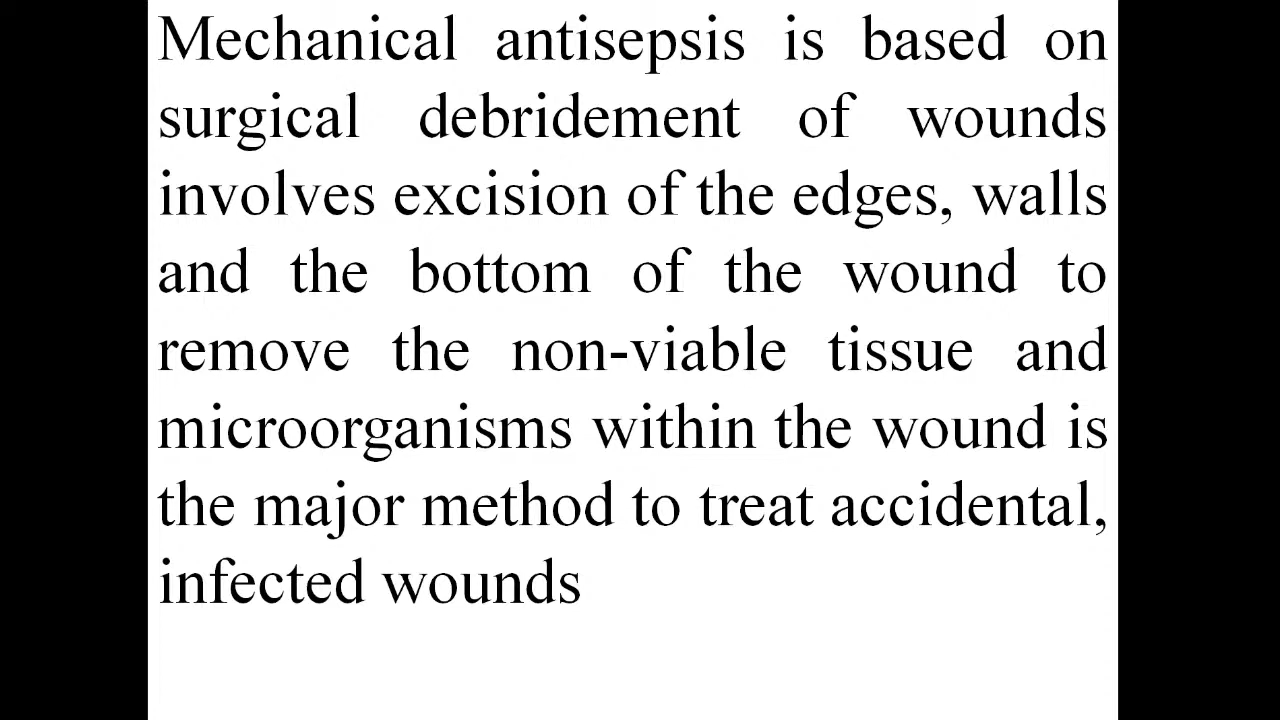 Mechanical antisepsis is based on
surgical debridement of wounds
involves excision of the edges, walls
and the bottom of the wound to
remove the non-viable tissue and
microorganisms within the wound is
the major method to treat accidental,
infected wounds